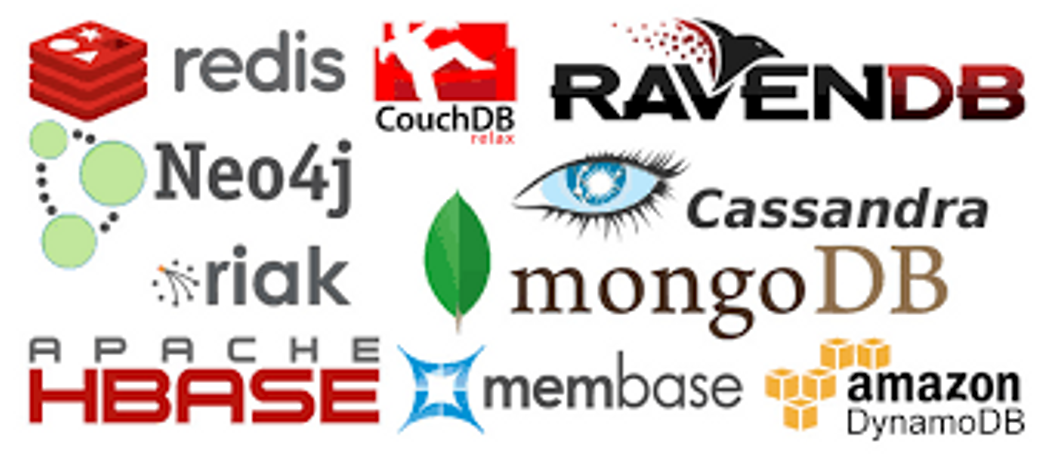 redis
CouchDB
relax
RAVENDB
Neo4j
Cassandra
riak
mongoDB
APACHE
HBASE
membase
amazon
DynamoDB